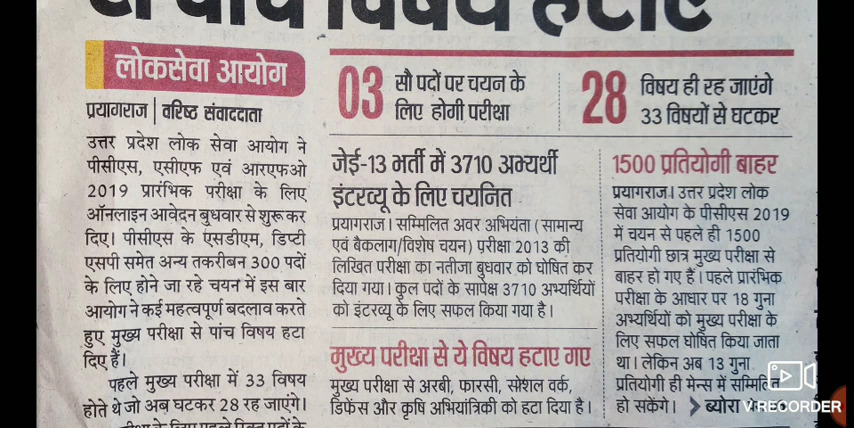 से पांच विषय हटाए
लोकसेवा आयोग
प्रयागराज | वरिष्ठ संवाददाता
उत्तर प्रदेश लोक सेवा आयोग ने
पीसीएस, एसीएफ एवं आरएफओ
2019 प्रारंभिक परीक्षा के लिए
ऑनलाइन आवेदन बुधवार से शुरू कर
दिए। पीसीएस के एसडीएम, डिप्टी
एसपी समेत अन्य तकरीबन 300 पदों
के लिए होने जा रहे चयन में इस बार
आयोग ने कई महत्वपूर्ण बदलाव करते
हुए मुख्य परीक्षा से पांच विषय हटा
दिए हैं।
पहले मुख्य परीक्षा में 33 विषय
होते थे जो अब घटकर 28 रह जाएंगे।
03 सौ पदों पर चयन के
लिए होगी परीक्षा
28 विषय ही रह जाएंगे
33 विषयों से घटकर
जेई-13 भर्ती में 3710 अभ्यर्थी
इंटरव्यू के लिए चयनित
प्रयागराज। सम्मिलित अवर अभियंता (सामान्य
एवं बैकलाग/विशेष चयन) परीक्षा 2013 की
लिखित परीक्षा का नतीजा बुधवार को घोषित कर
दिया गया। कुल पदों के सापेक्ष 3710 अभ्यर्थियों
को इंटरव्यू के लिए सफल किया गया है।
मुख्य परीक्षा से ये विषय हटाए गए
मुख्य परीक्षा से अरबी, फारसी, सोशल वर्क,
डिफेंस और कृषि अभियांत्रिकी को हटा दिया है।
1500 प्रतियोगी बाहर
प्रयागराज। उत्तर प्रदेश लोक
सेवा आयोग के पीसीएस 2019
में चयन से पहले ही 1500
प्रतियोगी छात्र मुख्य परीक्षा से
बाहर हो गए हैं। पहले प्रारंभिक
परीक्षा के आधार पर 18 गुना
अभ्यर्थियों को मुख्य परीक्षा के
लिए सफल घोषित किया जाता
था। लेकिन अब 13 गुना
प्रतियोगी ही मेन्स में सम्मिलित
हो सकेंगे। ब्योरा
V RECORDER